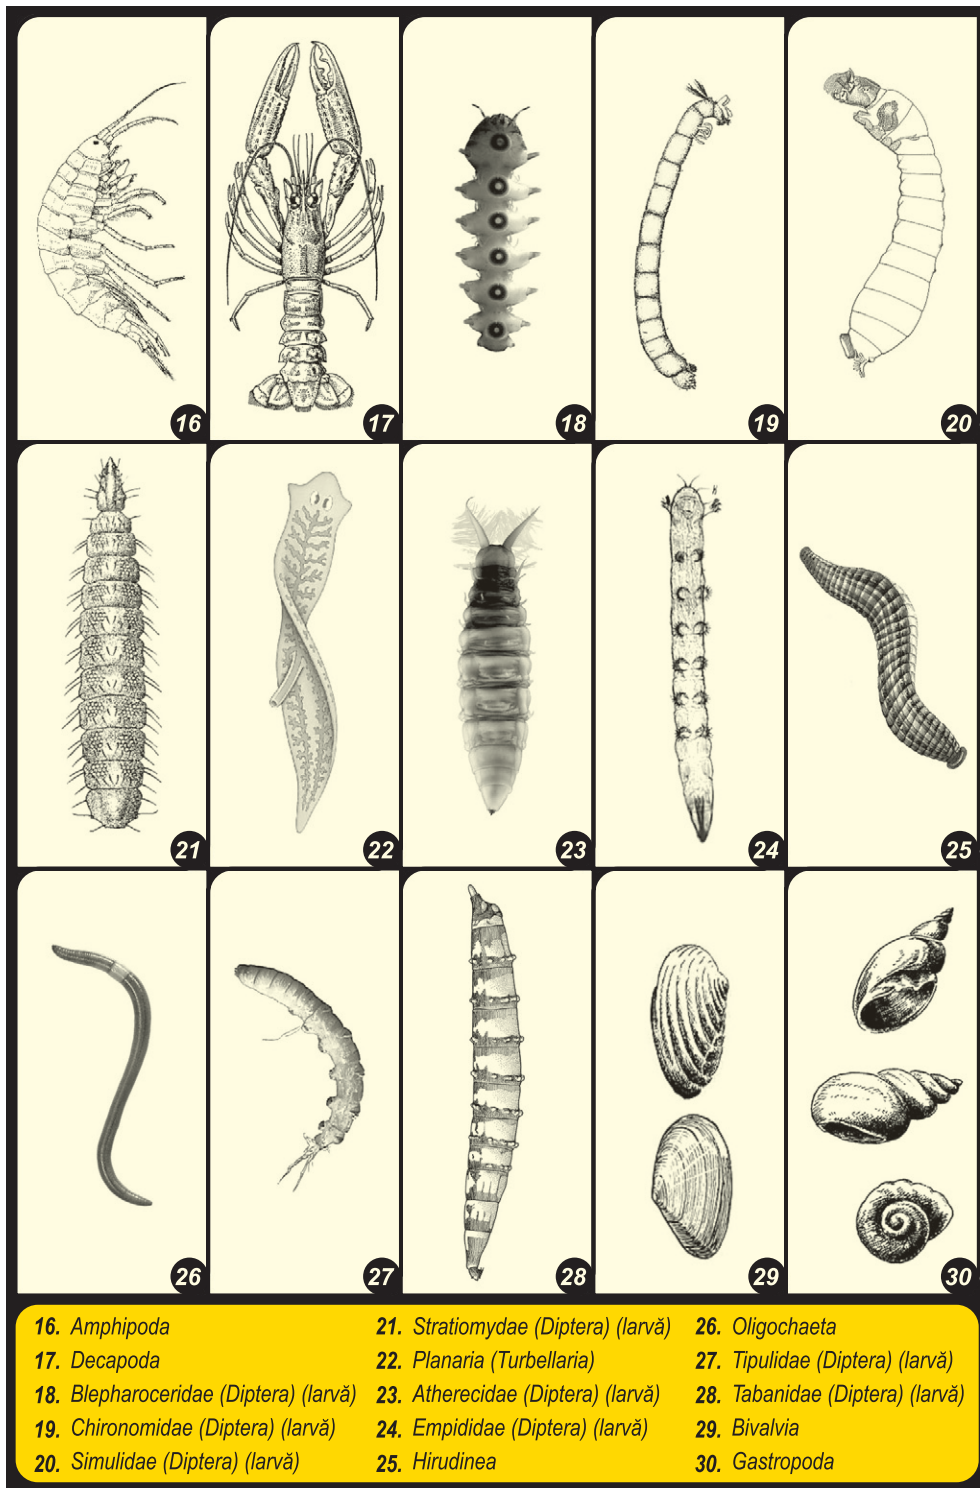 16
17
18
19
20
21
22
23
24
25
26
27
28
29
30
16. Amphipoda
17. Decapoda
18. Blepharoceridae (Diptera) (larvă)
19. Chironomidae (Diptera) (larvă)
20. Simulidae (Diptera) (larvă)
21. Stratiomydae (Diptera) (larvă)
22. Planaria (Turbellaria)
23. Atherecidae (Diptera) (larvă)
24. Empididae (Diptera) (larvă)
25. Hirudinea
26. Oligochaeta
27. Tipulidae (Diptera) (larvă)
28. Tabanidae (Diptera) (larvă)
29. Bivalvia
30. Gastropoda